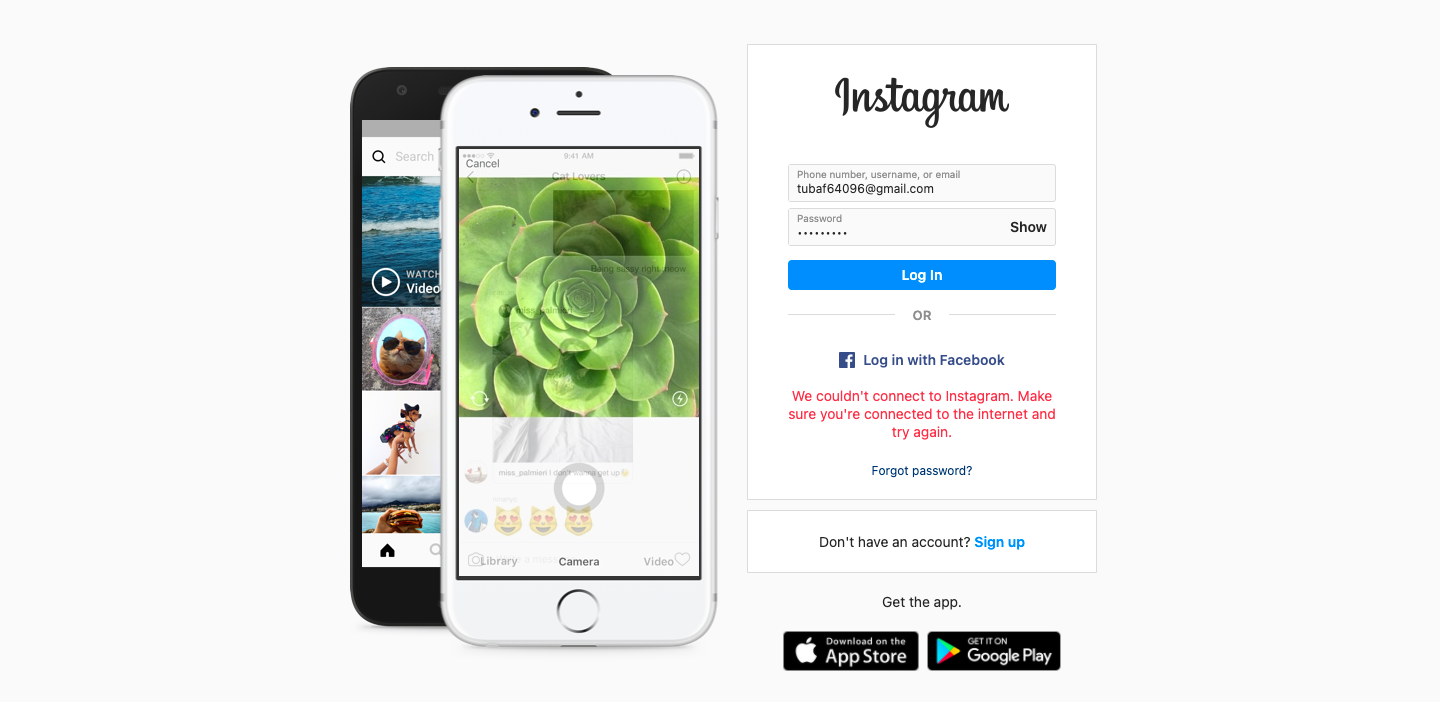 Search
WATCH
Video
Cancel
9:41 AM
Cat Lovers
Being sassy right meow
miss_palmieri
miss_palmieri I don't wanna get up
Library
Camera
Video
Instagram
Phone number, username, or email
tubaf64096@gmail.com
Password
•••••••••
Show
Log In
OR
Log in with Facebook
We couldn't connect to Instagram. Make
sure you're connected to the internet and
try again.
Forgot password?
Don't have an account? Sign up
Get the app.
Download on the
App Store
GET IT ON
Google Play